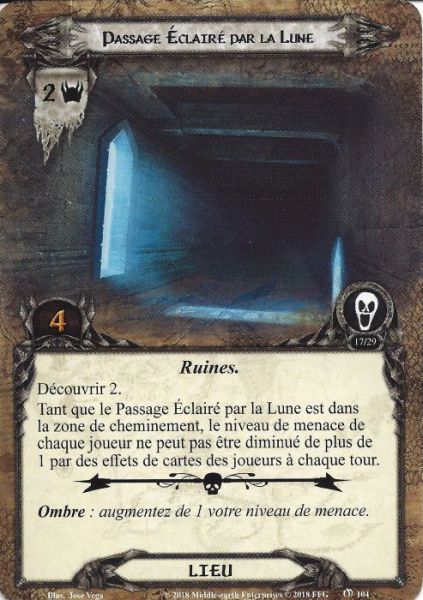 Passage Éclairé par la Lune
2
4
17/29
Ruines.
Découvrir 2.
Tant que le Passage Éclairé par la Lune est dans
la zone de cheminement, le niveau de menace de
chaque joueur ne peut pas être diminué de plus de
1 par des effets de cartes des joueurs à chaque tour.
Ombre : augmentez de 1 votre niveau de menace.
LIEU
Illus. Jose Vega © 2018 Middle-earth Enterprises © 2018 FFG 104